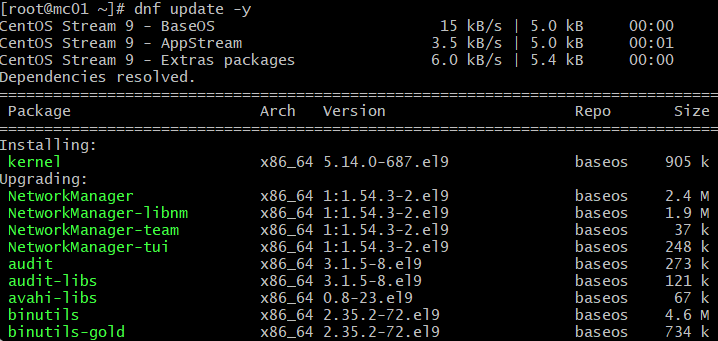 [root@mc01 ~]# dnf update -y
CentOS Stream 9 - BaseOS 15 kB/s | 5.0 kB 00:00
CentOS Stream 9 - AppStream 3.5 kB/s | 5.0 kB 00:01
CentOS Stream 9 - Extras packages 6.0 kB/s | 5.4 kB 00:00
Dependencies resolved.
================================================================================
Package Arch Version Repo Size
================================================================================
Installing:
kernel x86_64 5.14.0-687.el9 baseos 905 k
Upgrading:
NetworkManager x86_64 1:1.54.3-2.el9 baseos 2.4 M
NetworkManager-libnm x86_64 1:1.54.3-2.el9 baseos 1.9 M
NetworkManager-team x86_64 1:1.54.3-2.el9 baseos 37 k
NetworkManager-tui x86_64 1:1.54.3-2.el9 baseos 248 k
audit x86_64 3.1.5-8.el9 baseos 273 k
audit-libs x86_64 3.1.5-8.el9 baseos 121 k
avahi-libs x86_64 0.8-23.el9 baseos 67 k
binutils x86_64 2.35.2-72.el9 baseos 4.6 M
binutils-gold x86_64 2.35.2-72.el9 baseos 734 k